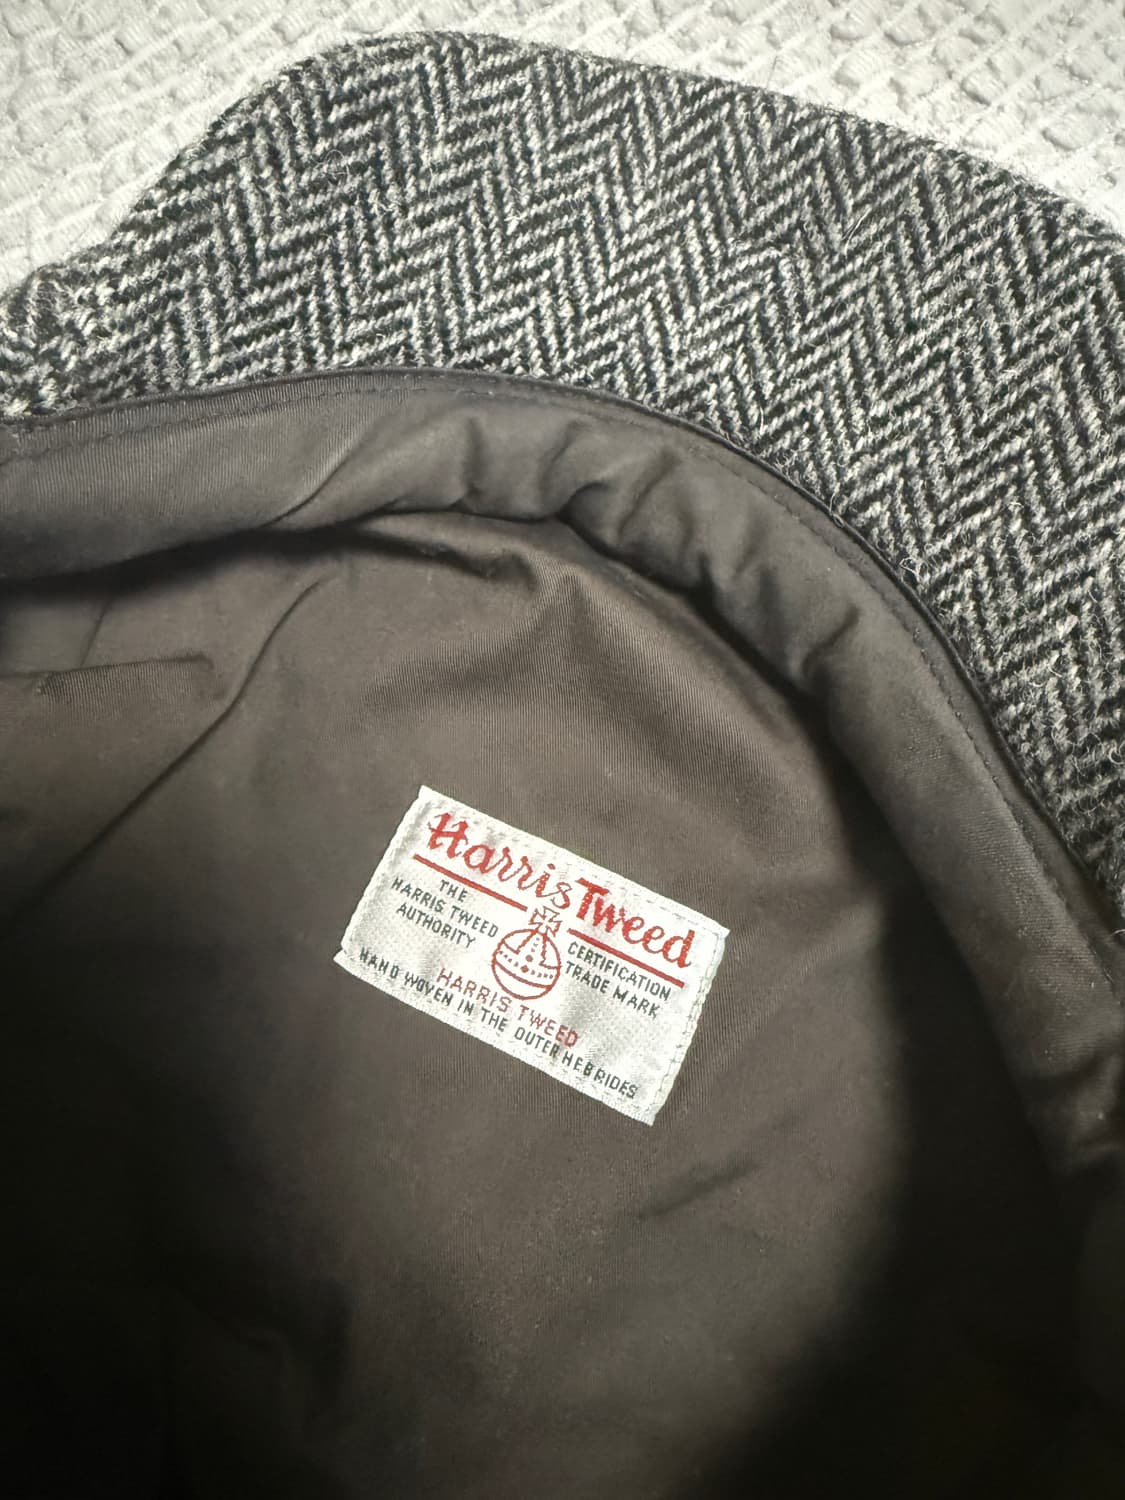 Harris Tweed
THE
HARRIS TWEED
AUTHORITY
CERTIFICATION
TRADE MARK
HARRIS TWEED
HAND WOVEN IN THE OUTER HEBRIDES